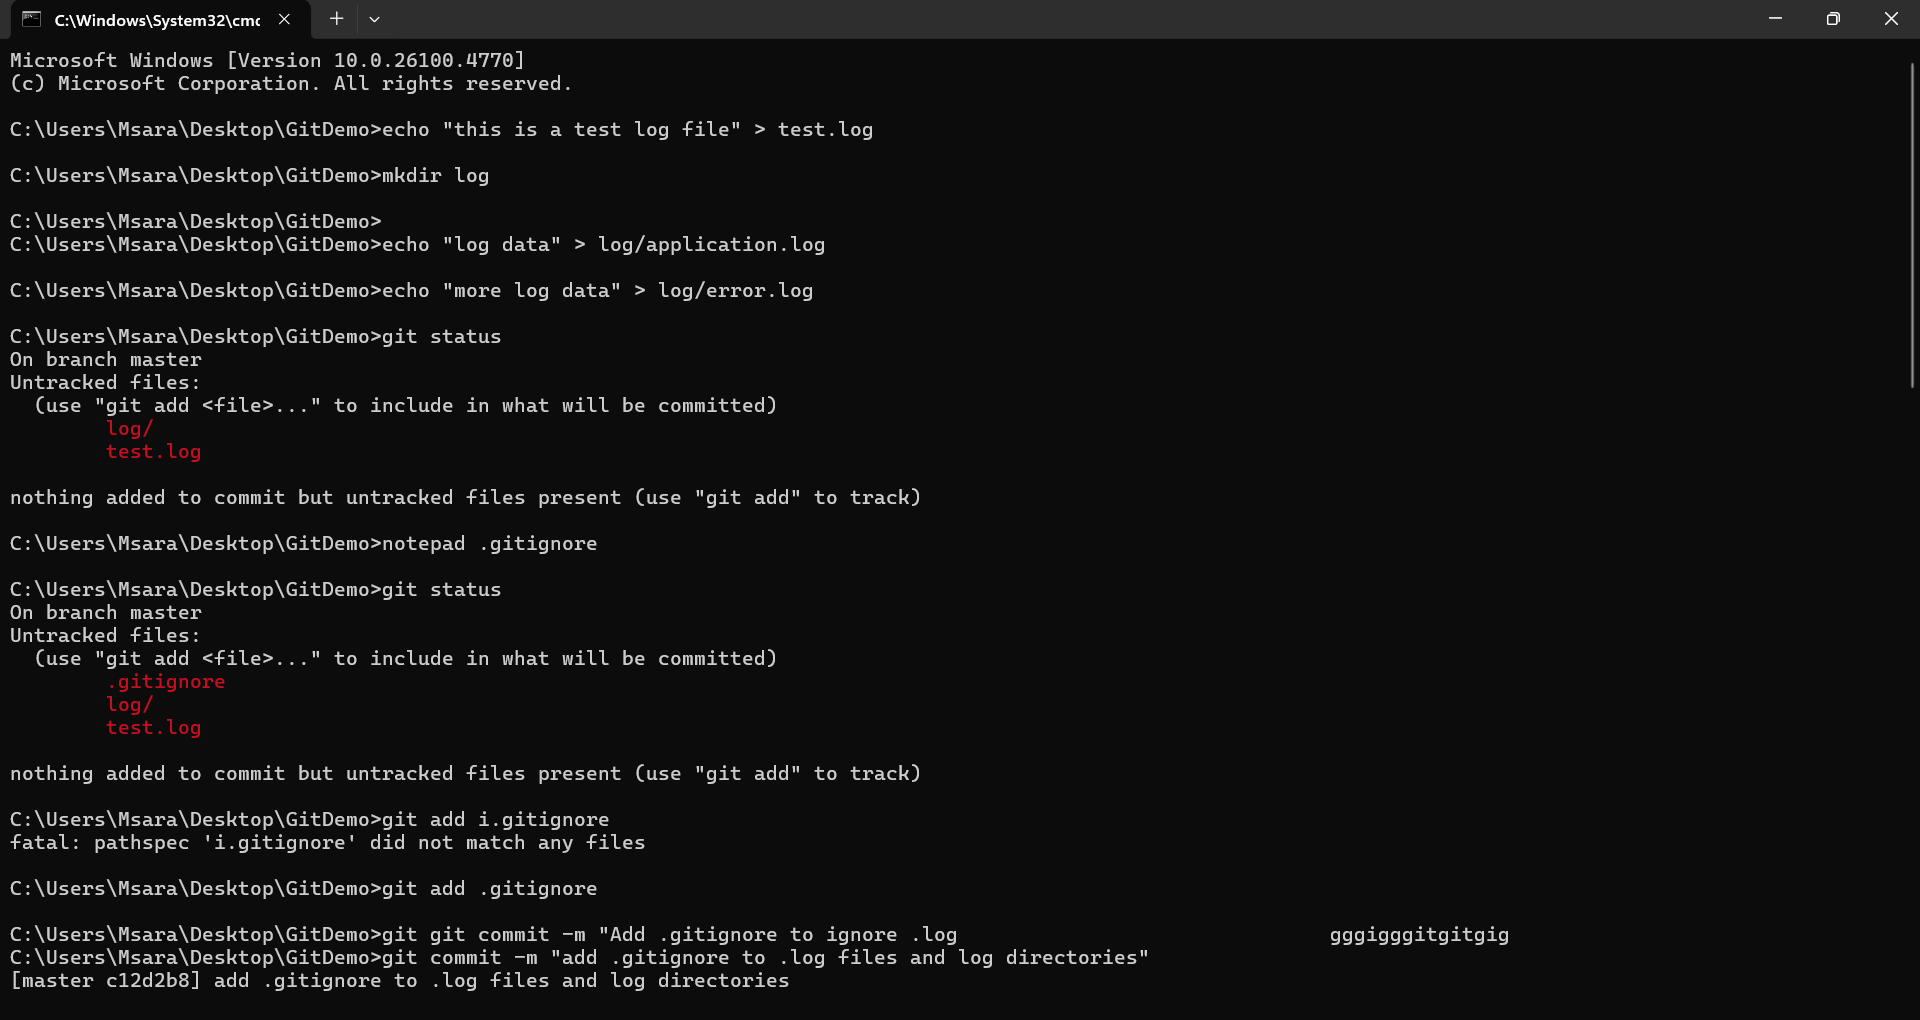 C:\Windows\System32\cmc
Microsoft Windows [Version 10.0.26100.4770]
(c) Microsoft Corporation. All rights reserved.
C:\Users\Msara\Desktop\GitDemo>echo "this is a test log file" > test.log
C:\Users\Msara\Desktop\GitDemo>mkdir log
C:\Users\Msara\Desktop\GitDemo>
C:\Users\Msara\Desktop\GitDemo>echo "log data" > log/application.log
C:\Users\Msara\Desktop\GitDemo>echo "more log data" > log/error.log
C:\Users\Msara\Desktop\GitDemo>git status
On branch master
Untracked files:
  (use "git add <file>..." to include in what will be committed)
        log/
        test.log
nothing added to commit but untracked files present (use "git add" to track)
C:\Users\Msara\Desktop\GitDemo>notepad .gitignore
C:\Users\Msara\Desktop\GitDemo>git status
On branch master
Untracked files:
  (use "git add <file>..." to include in what will be committed)
        .gitignore
        log/
        test.log
nothing added to commit but untracked files present (use "git add" to track)
C:\Users\Msara\Desktop\GitDemo>git add i.gitignore
fatal: pathspec 'i.gitignore' did not match any files
C:\Users\Msara\Desktop\GitDemo>git add .gitignore
C:\Users\Msara\Desktop\GitDemo>git git commit -m "Add .gitignore to ignore .log                               gggigggitgitgig
C:\Users\Msara\Desktop\GitDemo>git commit -m "add .gitignore to .log files and log directories"
[master c12d2b8] add .gitignore to .log files and log directories